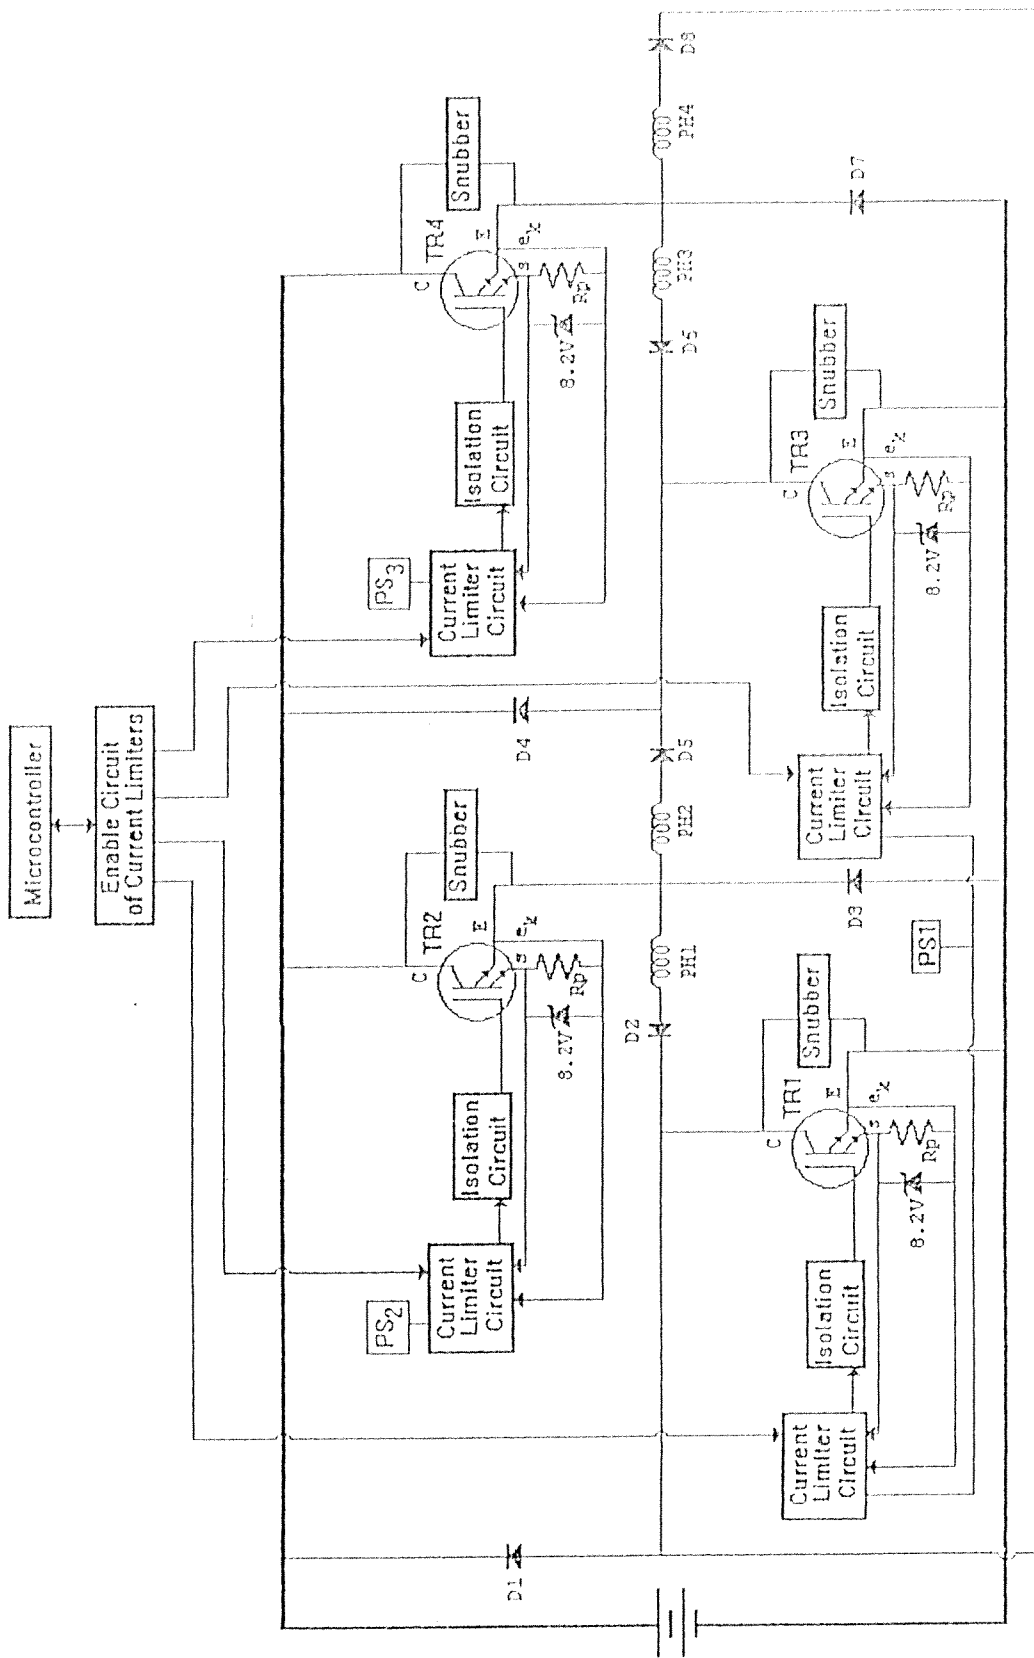 Microcontroller
Enable Circuit
of Current Limiters
Snubber
TR4
C
E
s
ex
Rp
8.2V
Isolation
Circuit
PS3
Current
Limiter
Circuit
D8
PH4
PH3
D5
D7
D4
Snubber
TR2
C
E
s
ex
Rp
8.2V
Isolation
Circuit
PS2
Current
Limiter
Circuit
D5
PH2
PH1
D2
D3
Snubber
TR3
C
E
s
ex
Rp
8.2V
Isolation
Circuit
Current
Limiter
Circuit
PS1
Snubber
TR1
C
E
s
ex
Rp
8.2V
Isolation
Circuit
Current
Limiter
Circuit
D1